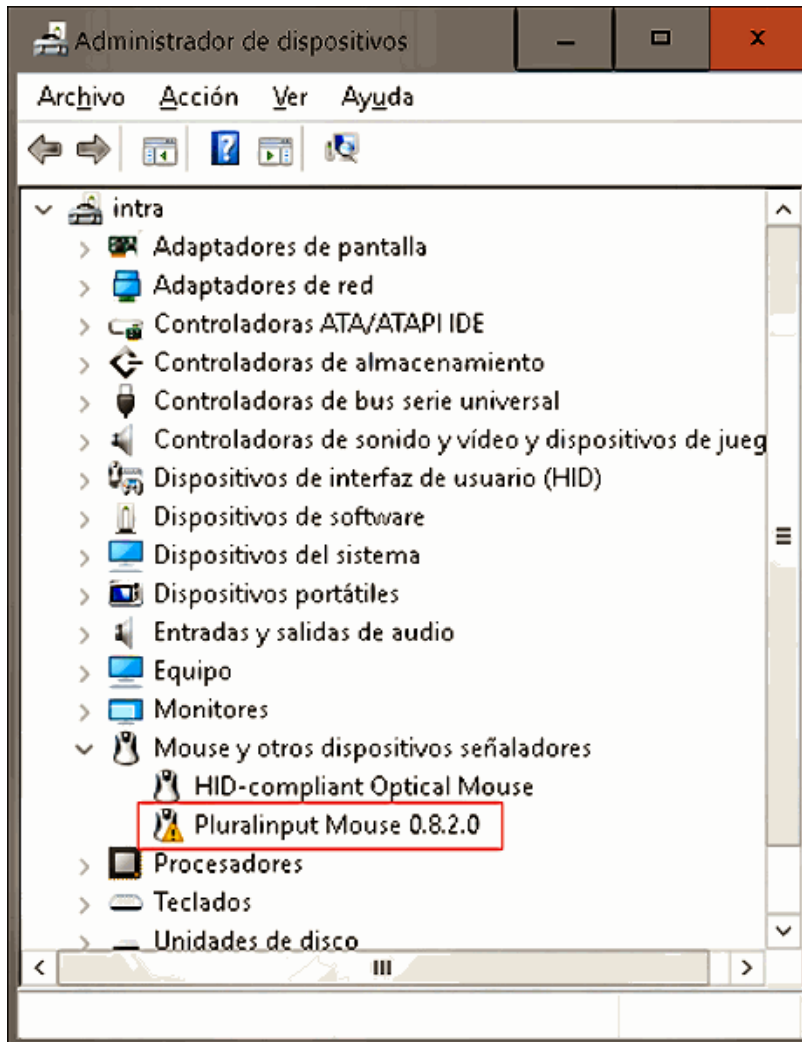 Administrador de dispositivos
Archivo Acción Ver Ayuda
intra
Adaptadores de pantalla
Adaptadores de red
Controladoras ATA/ATAPI IDE
Controladoras de almacenamiento
Controladoras de bus serie universal
Controladoras de sonido y vídeo y dispositivos de jueg
Dispositivos de interfaz de usuario (HID)
Dispositivos de software
Dispositivos del sistema
Dispositivos portátiles
Entradas y salidas de audio
Equipo
Monitores
Mouse y otros dispositivos señaladores
HID-compliant Optical Mouse
Pluralinput Mouse 0.8.2.0
Procesadores
Teclados
Unidades de disco